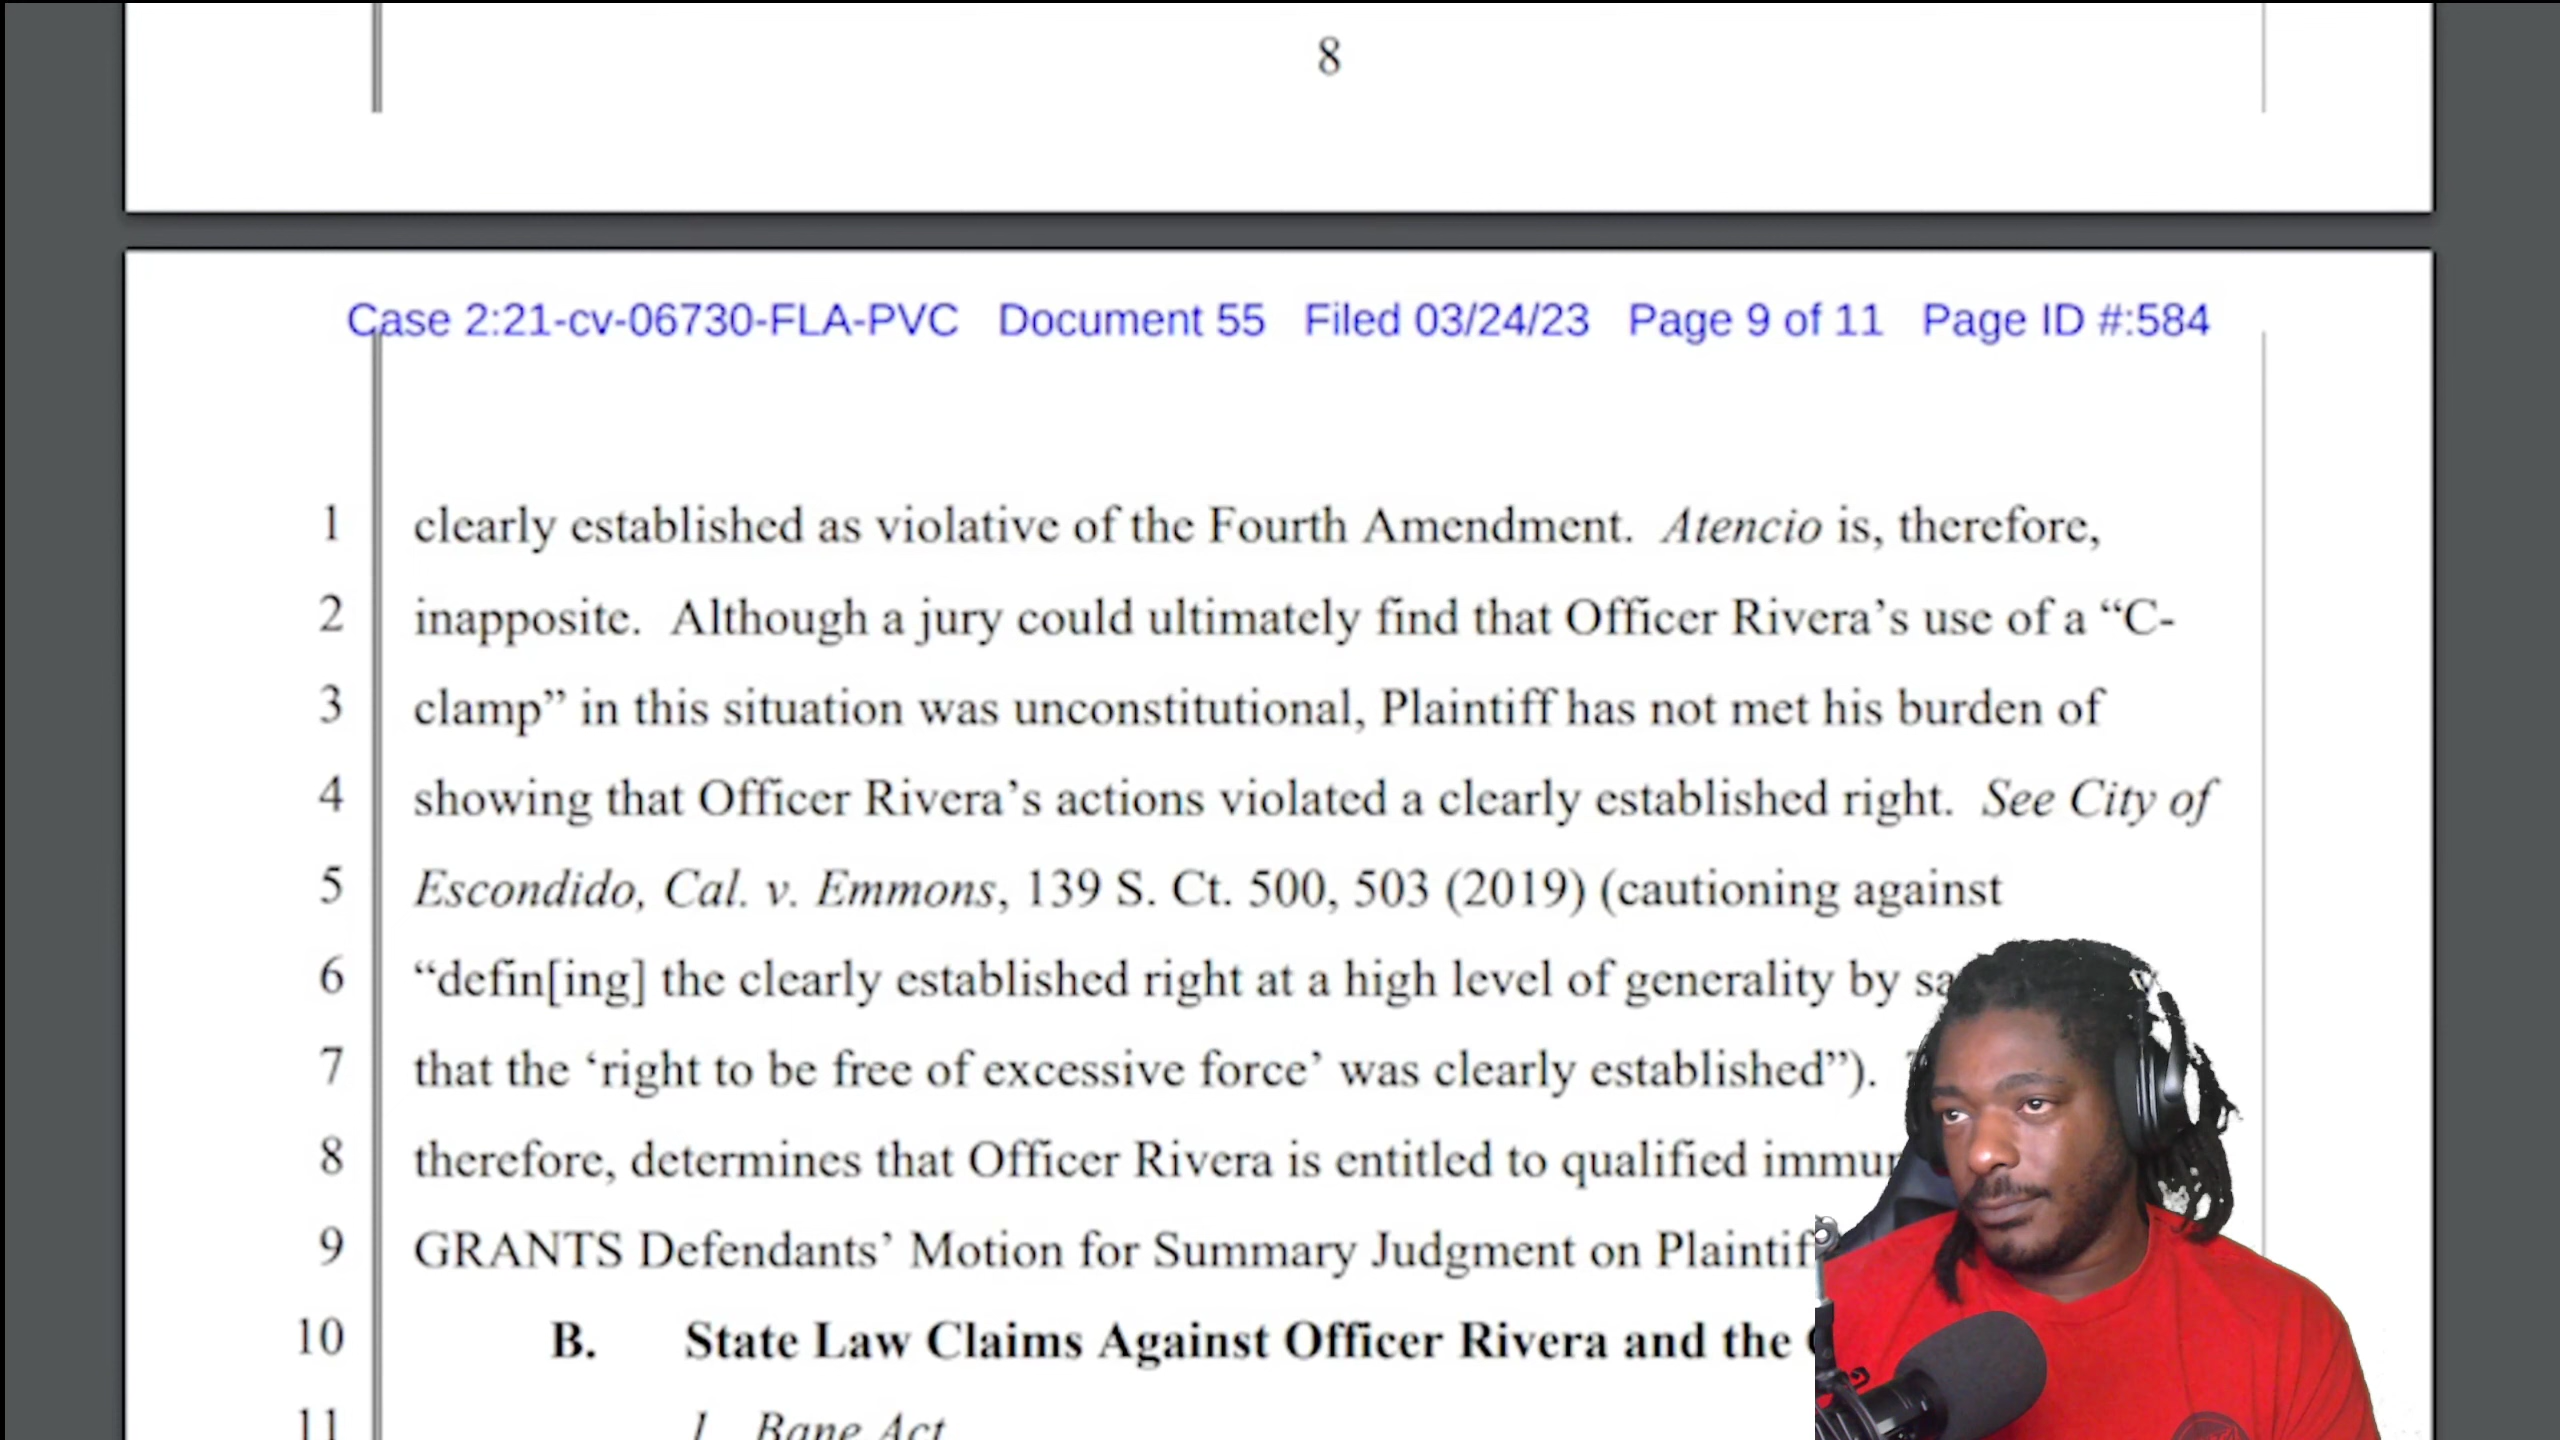 8
Case 2:21-cv-06730-FLA-PVC Document 55 Filed 03/24/23 Page 9 of 11 Page ID #:584
1 clearly established as violative of the Fourth Amendment. Atencio is, therefore,
2 inapposite. Although a jury could ultimately find that Officer Rivera’s use of a “C-
3 clamp” in this situation was unconstitutional, Plaintiff has not met his burden of
4 showing that Officer Rivera’s actions violated a clearly established right. See City of
5 Escondido, Cal. v. Emmons, 139 S. Ct. 500, 503 (2019) (cautioning against
6 “defin[ing] the clearly established right at a high level of generality by
7 that the ‘right to be free of excessive force’ was clearly established”).
8 therefore, determines that Officer Rivera is entitled to qualified
9 GRANTS Defendants’ Motion for Summary Judgment on
10 B. State Law Claims Against Officer Rivera and the
11 1. Bane Act